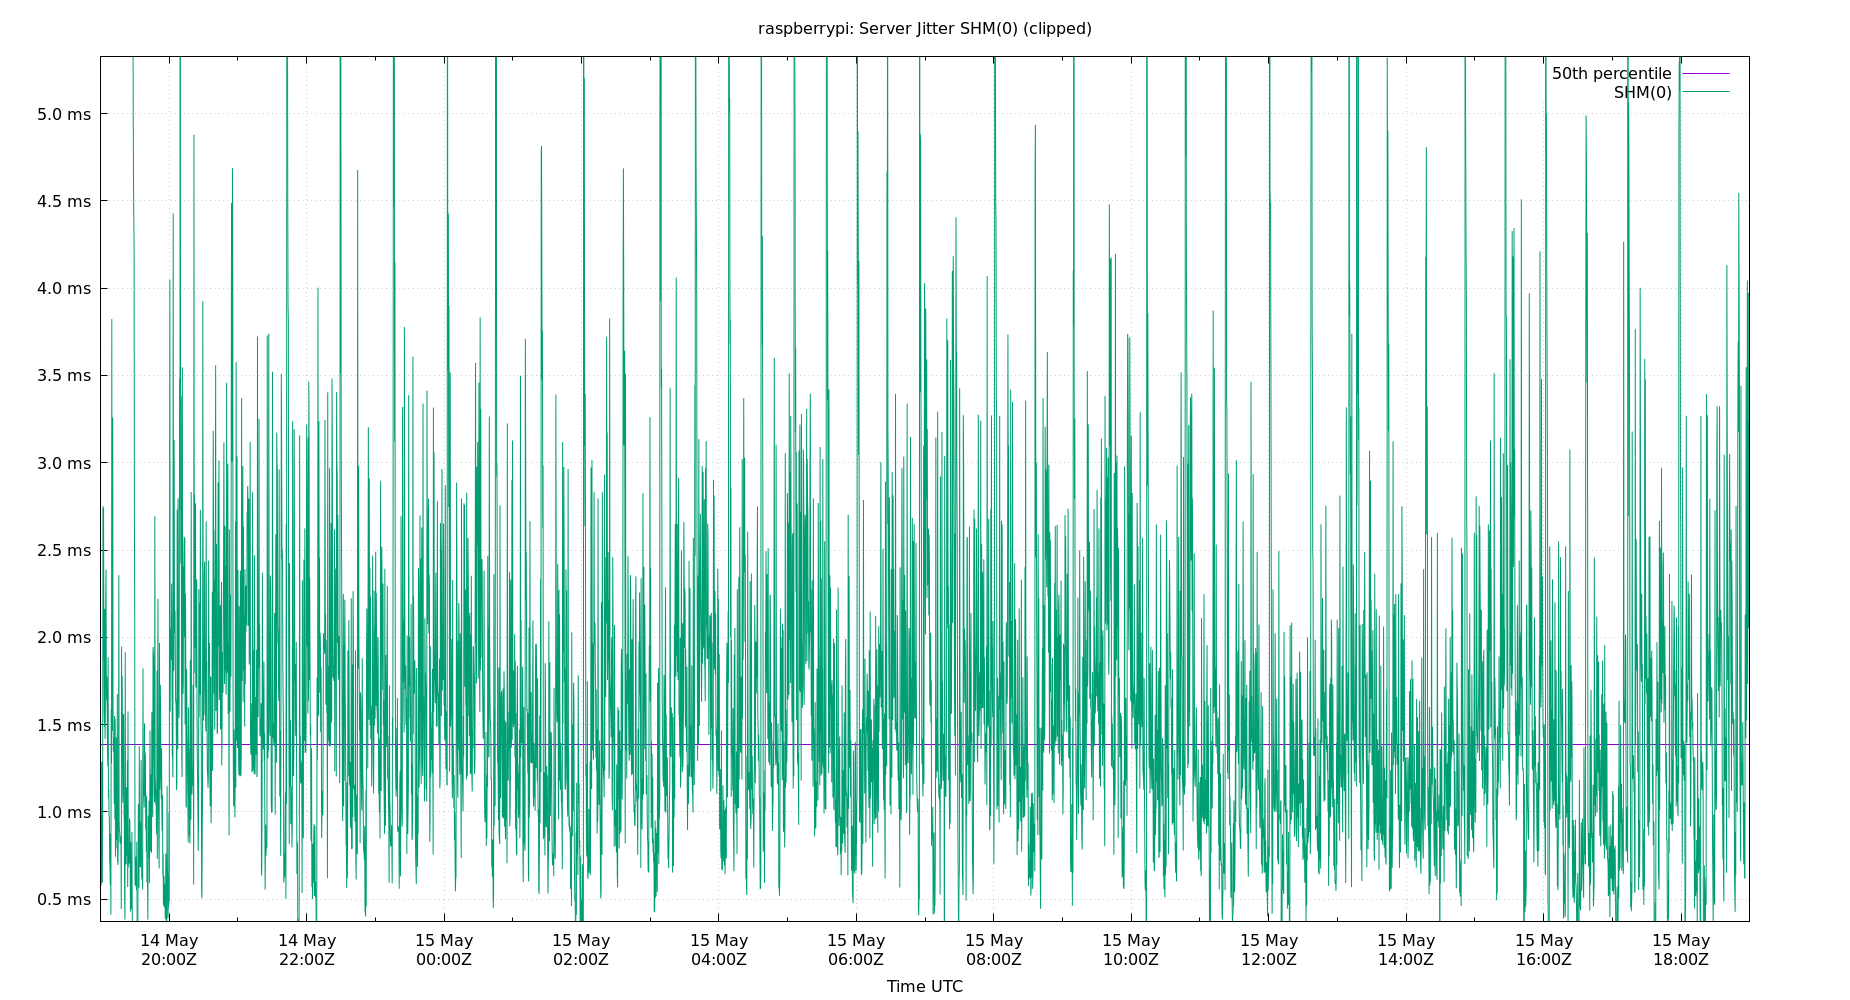 raspberrypi: Server Jitter SHM(0) (clipped)
50th percentile
SHM(0)
5.0 ms
4.5 ms
4.0 ms
3.5 ms
3.0 ms
2.5 ms
2.0 ms
1.5 ms
1.0 ms
0.5 ms
14 May 14 May 15 May 15 May 15 May 15 May 15 May 15 May 15 May 15 May 15 May 15 May
20:00Z 22:00Z 00:00Z 02:00Z 04:00Z 06:00Z 08:00Z 10:00Z 12:00Z 14:00Z 16:00Z 18:00Z
Time UTC